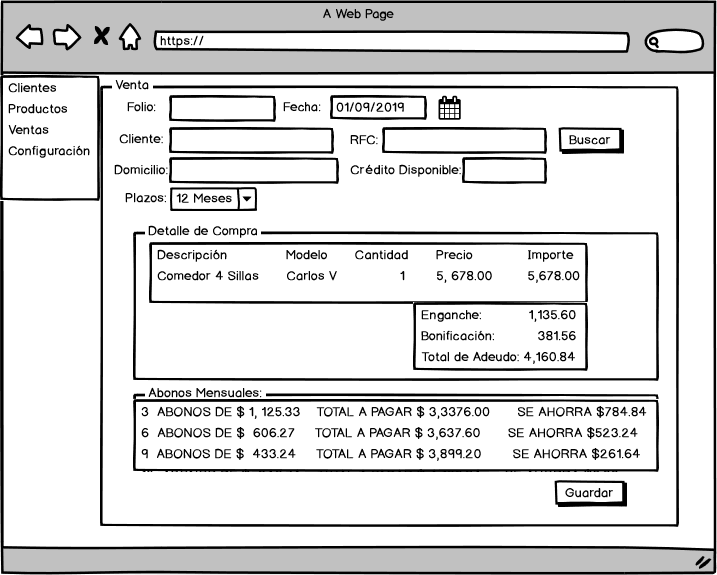 A Web Page
https://
Clientes
Productos
Ventas
Configuración
Venta
Folio: Fecha: 01/09/2019
Cliente: RFC: Buscar
Domicilio: Crédito Disponible:
Plazos: 12 Meses
Detalle de Compra
Descripción Modelo Cantidad Precio Importe
Comedor 4 Sillas Carlos V 1 5, 678.00 5,678.00
Enganche: 1,135.60
Bonificación: 381.56
Total de Adeudo: 4,160.84
Abonos Mensuales:
3 ABONOS DE $ 1, 125.33 TOTAL A PAGAR $ 3,3376.00 SE AHORRA $784.84
6 ABONOS DE $ 606.27 TOTAL A PAGAR $ 3,637.60 SE AHORRA $523.24
9 ABONOS DE $ 433.24 TOTAL A PAGAR $ 3,899.20 SE AHORRA $261.64
Guardar